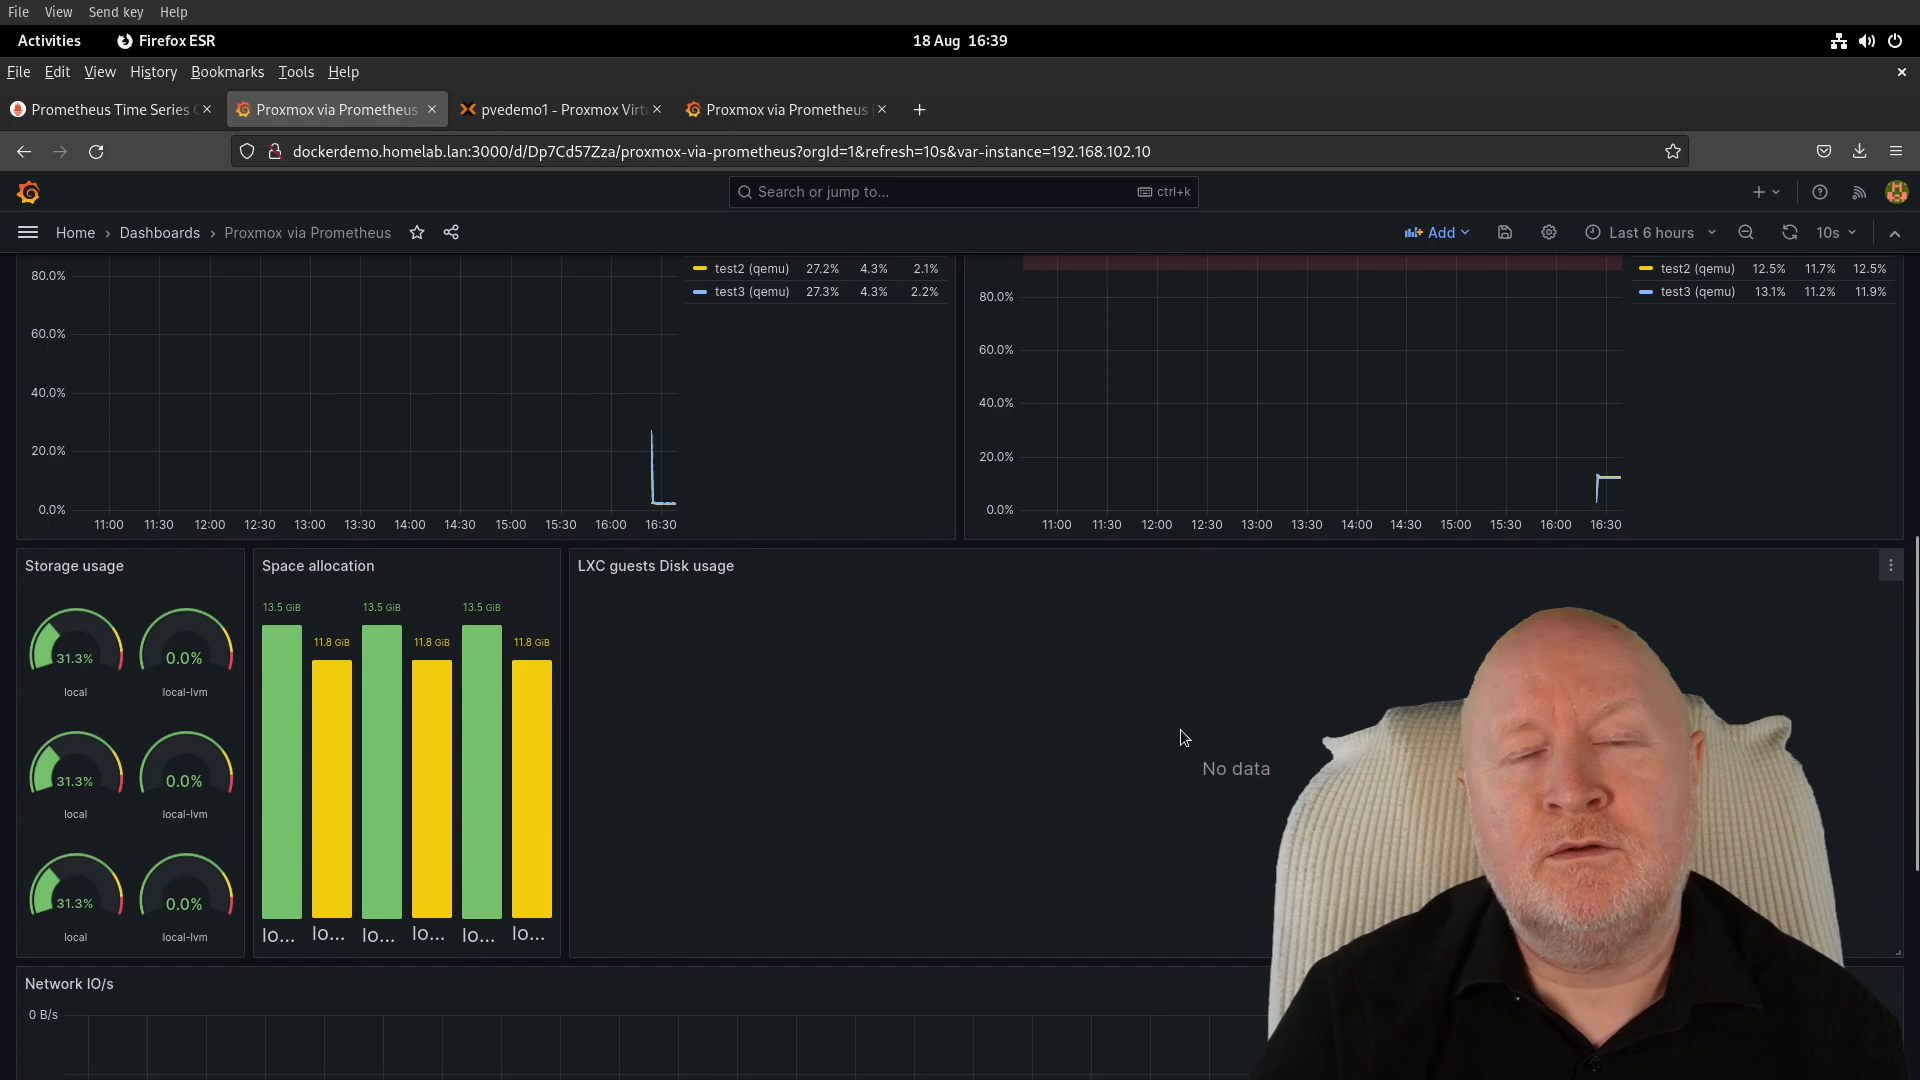 File View Send key Help
Activities Firefox ESR 18 Aug 16:39
File Edit View History Bookmarks Tools Help
Prometheus Time Series Proxmox via Prometheus pvedemo1 - Proxmox Virt Proxmox via Prometheus
dockerdemo.homelab.lan:3000/d/Dp7Cd57Zza/proxmox-via-prometheus?orgId=1&refresh=10s&var-instance=192.168.102.10
Search or jump to... ctrl+k
Home › Dashboards › Proxmox via Prometheus Add Last 6 hours 10s
80.0%
60.0%
40.0%
20.0%
0.0%
11:00 11:30 12:00 12:30 13:00 13:30 14:00 14:30 15:00 15:30 16:00 16:30
test2 (qemu) 27.2% 4.3% 2.1%
test3 (qemu) 27.3% 4.3% 2.2%
80.0%
60.0%
40.0%
20.0%
0.0%
11:00 11:30 12:00 12:30 13:00 13:30 14:00 14:30 15:00 15:30 16:00 16:30
test2 (qemu) 12.5% 11.7% 12.5%
test3 (qemu) 13.1% 11.2% 11.9%
Storage usage
31.3% 0.0%
local local-lvm
31.3% 0.0%
local local-lvm
31.3% 0.0%
local local-lvm
Space allocation
13.5 GiB 11.8 GiB 13.5 GiB 11.8 GiB 13.5 GiB 11.8 GiB
lo... lo... lo... lo... lo... lo...
LXC guests Disk usage
No data
Network IO/s
0 B/s